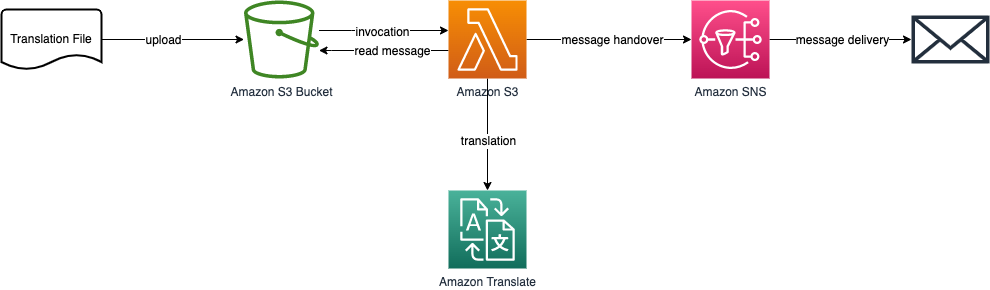 Translation File
upload
invocation
read message
message handover
message delivery
Amazon S3 Bucket
Amazon S3
Amazon SNS
translation
A
文
Amazon Translate